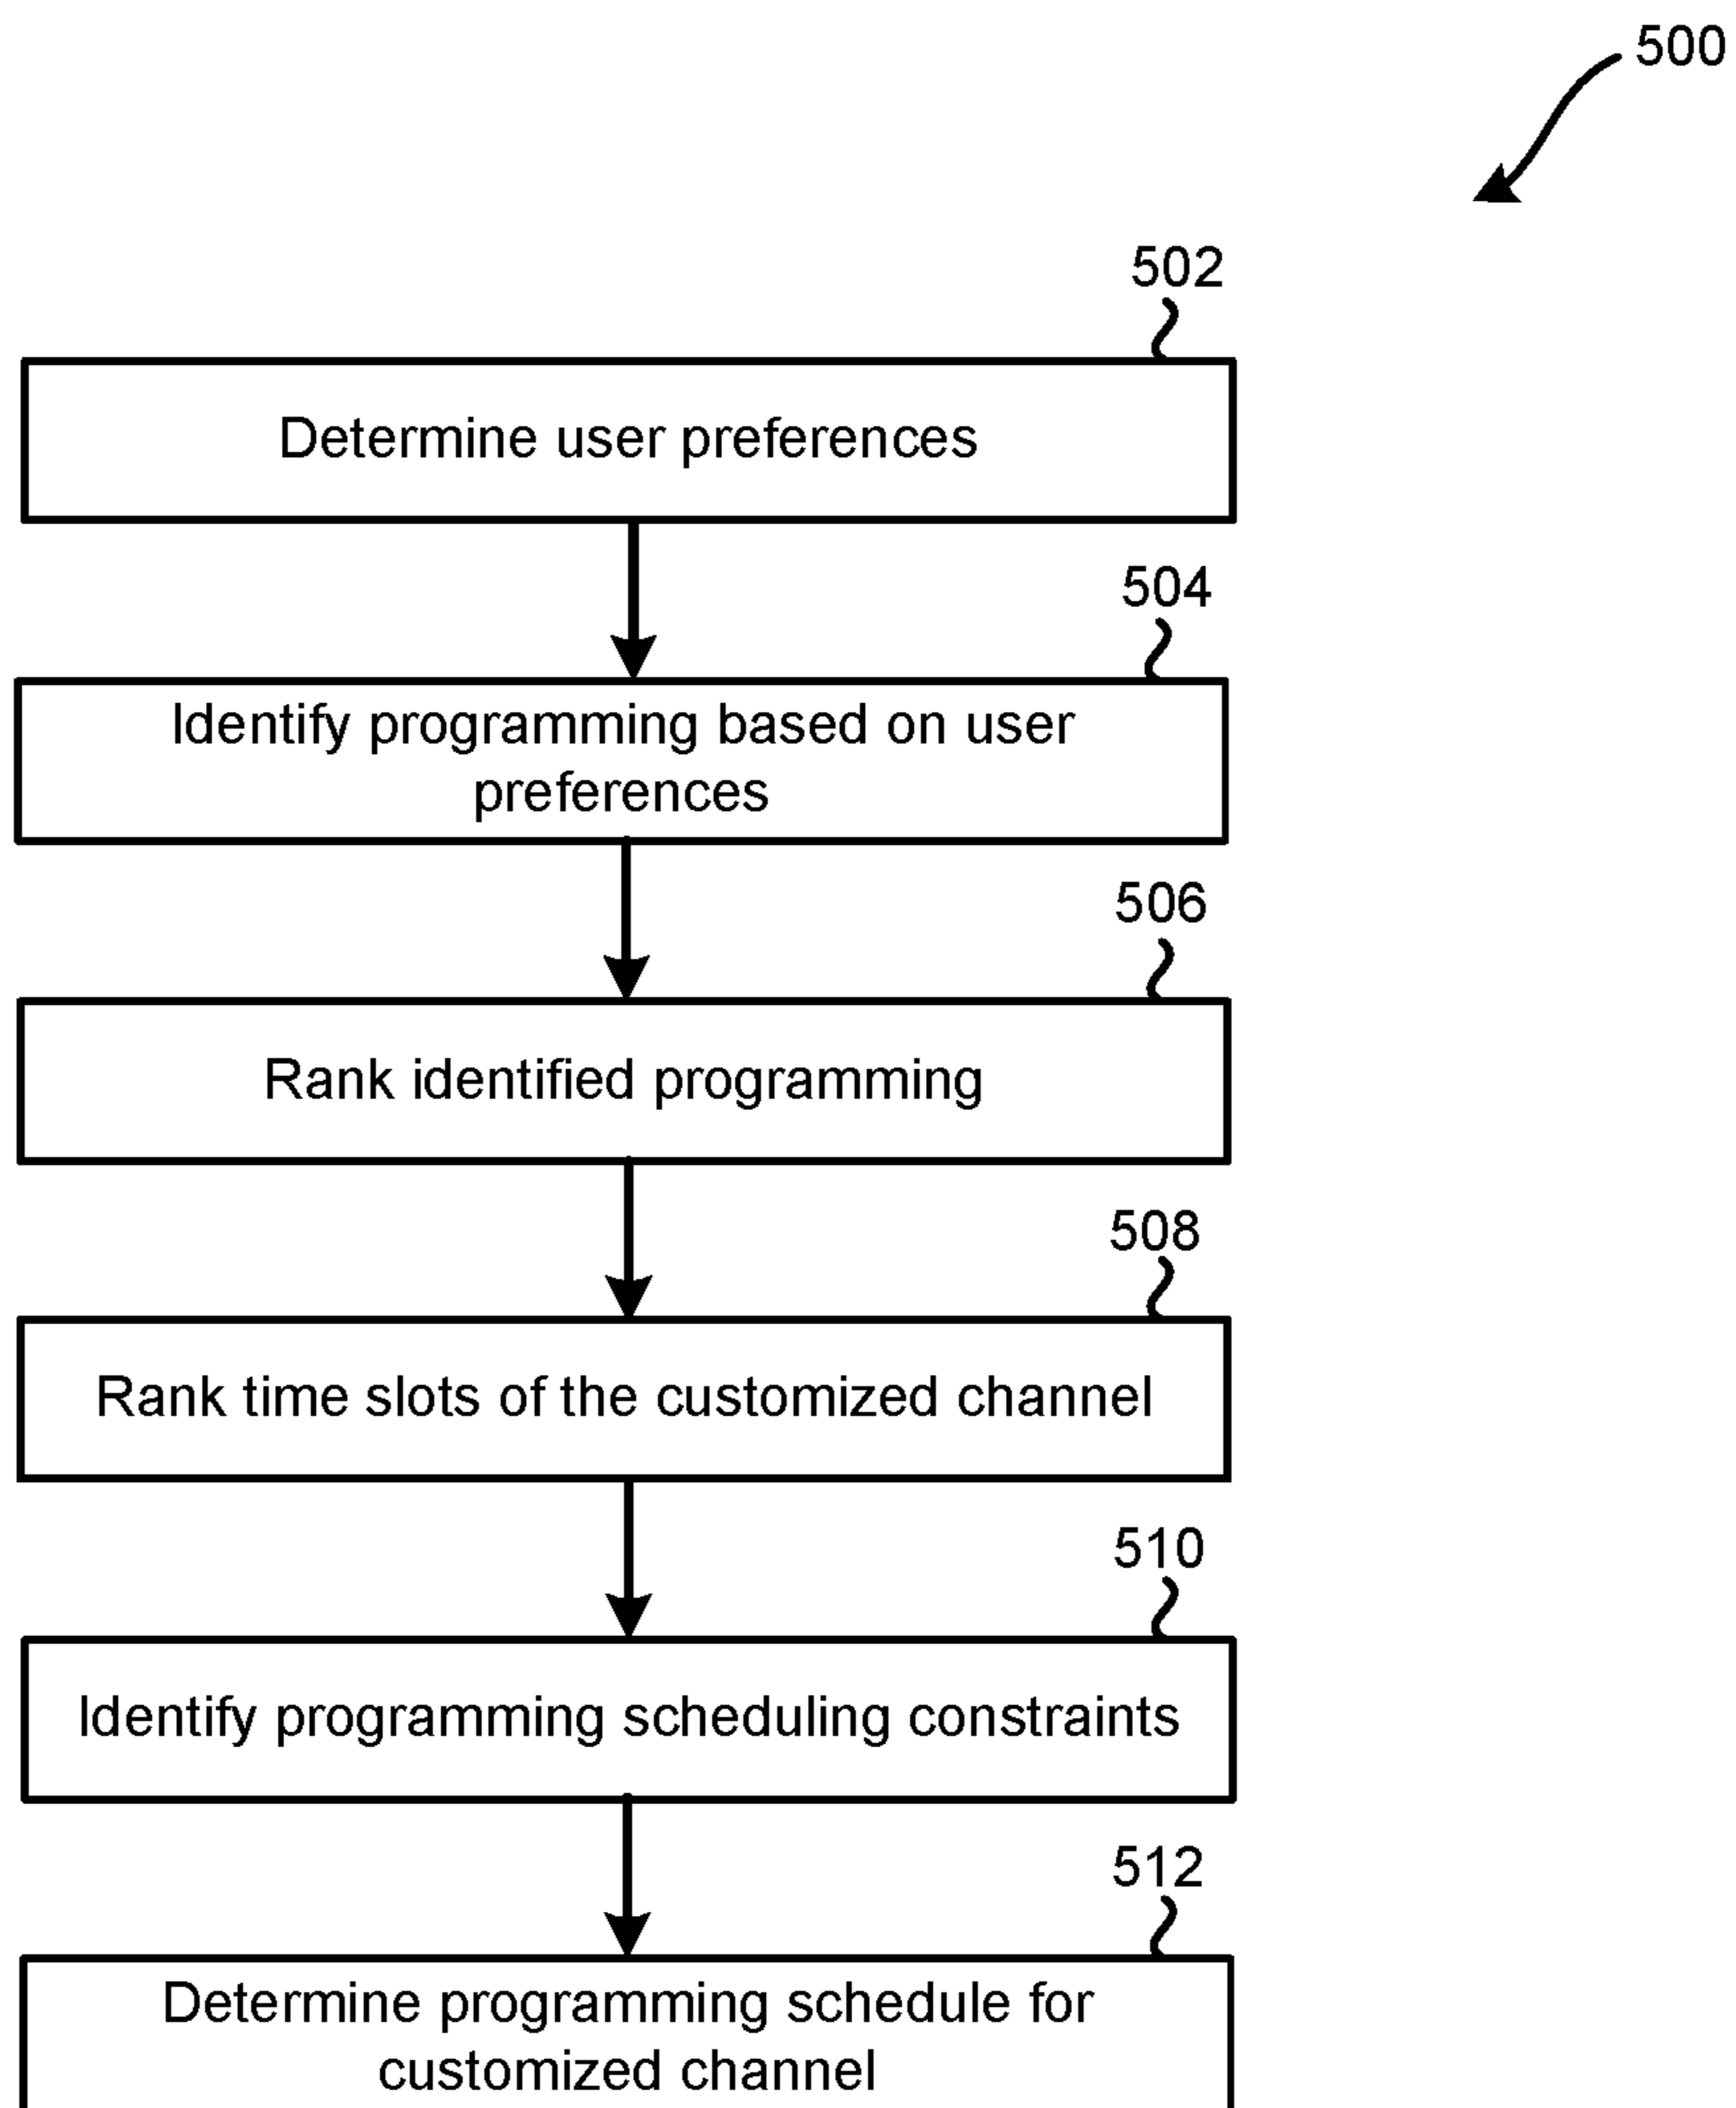 500
502
Determine user preferences
504
Identify programming based on user
preferences
506
Rank identified programming
508
Rank time slots of the customized channel
510
Identify programming scheduling constraints
512
Determine programming schedule for
customized channel